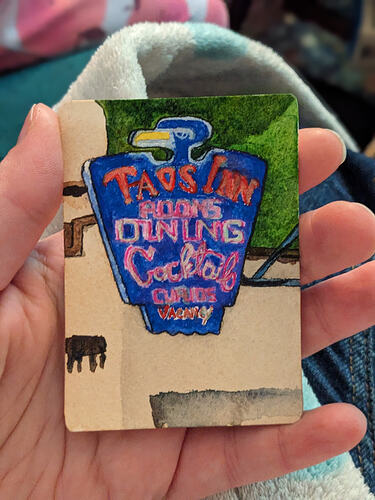 TAOS INN
ROOMS
DINING
Cocktails
CURIOS
VACANCY